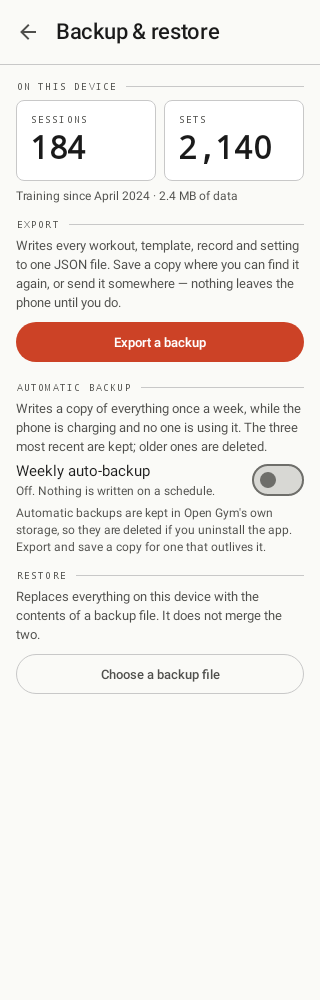 Backup & restore
ON THIS DEVICE
SESSIONS
184
SETS
2,140
Training since April 2024 · 2.4 MB of data
EXPORT
Writes every workout, template, record and setting
to one JSON file. Save a copy where you can find it
again, or send it somewhere — nothing leaves the
phone until you do.
Export a backup
AUTOMATIC BACKUP
Writes a copy of everything once a week, while the
phone is charging and no one is using it. The three
most recent are kept; older ones are deleted.
Weekly auto-backup
Off. Nothing is written on a schedule.
Automatic backups are kept in Open Gym's own
storage, so they are deleted if you uninstall the app.
Export and save a copy for one that outlives it.
RESTORE
Replaces everything on this device with the
contents of a backup file. It does not merge the
two.
Choose a backup file